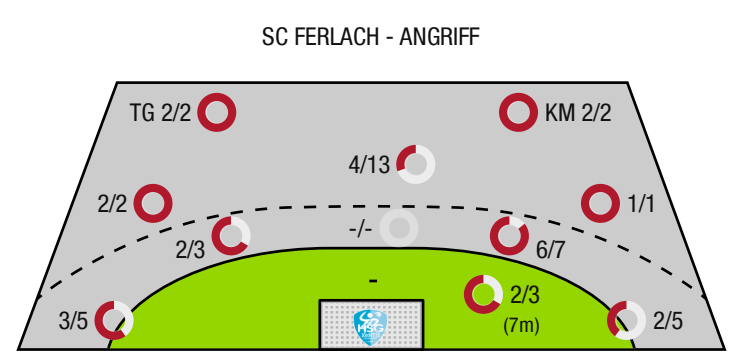 SC FERLACH - ANGRIFF
TG 2/2
KM 2/2
4/13
2/2
1/1
-/-
2/3
6/7
-
2/3
(7m)
3/5
2/5
HSG